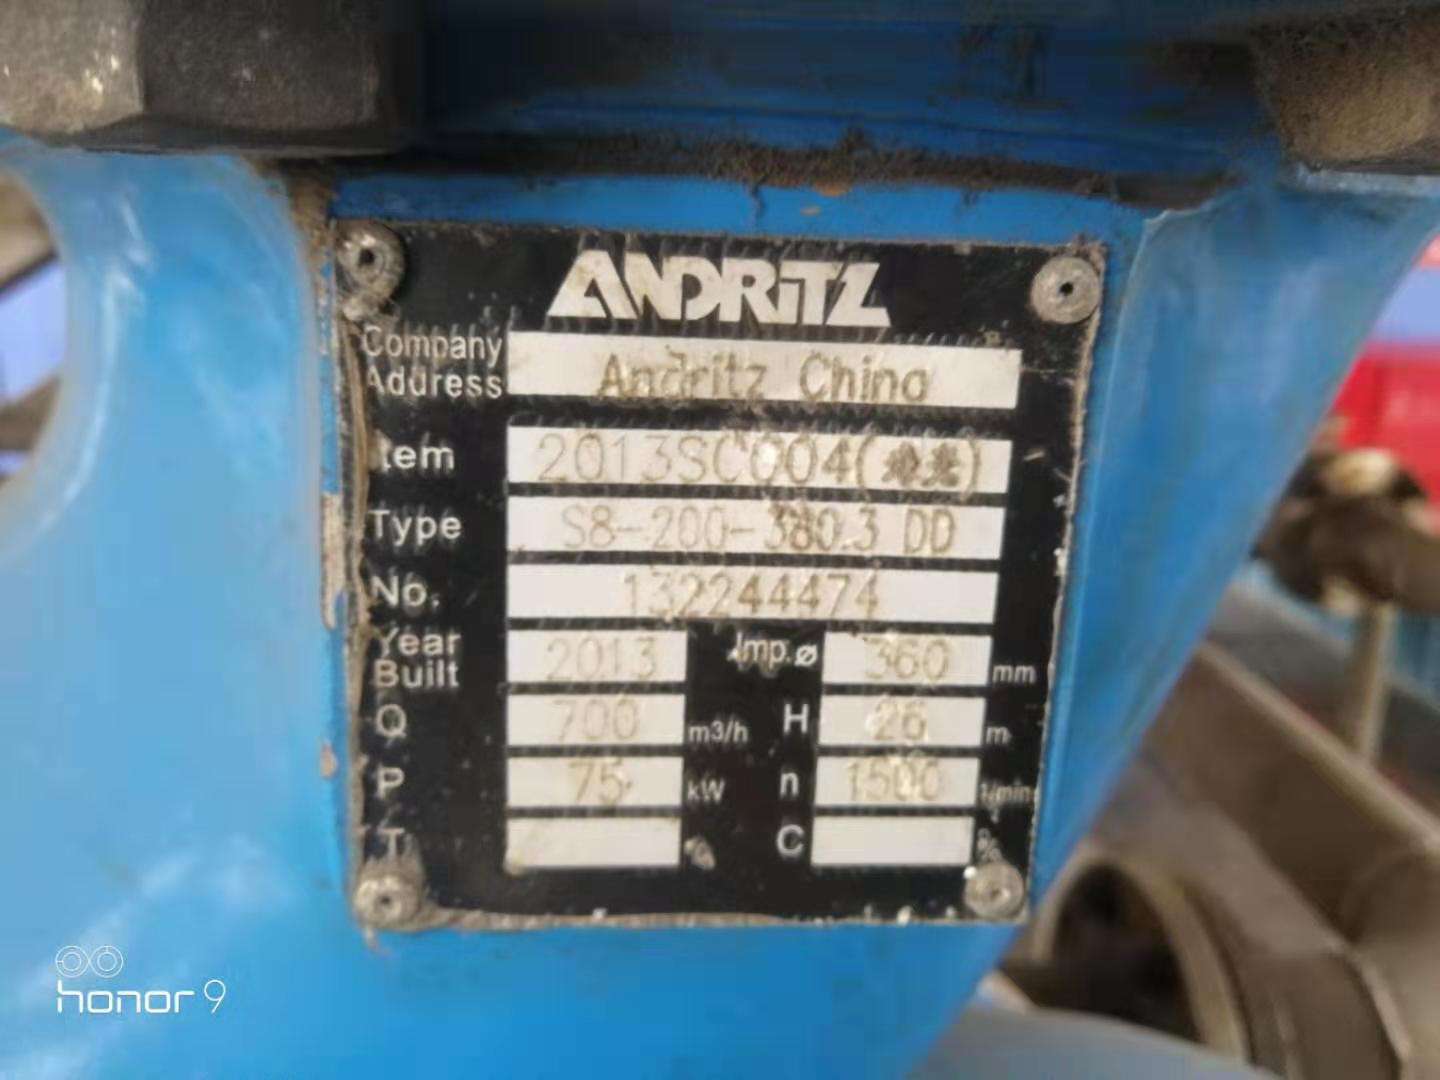 ANDRITZ
Company Address Andritz China
Item 2013SC004(
Type S8-200-380.3 DD
No. 132244474
Year Built 2013 Imp.ø 360 mm
Q 700 m3/h H 26 m
P 75 kW n 1500 1/min
T C %
honor 9